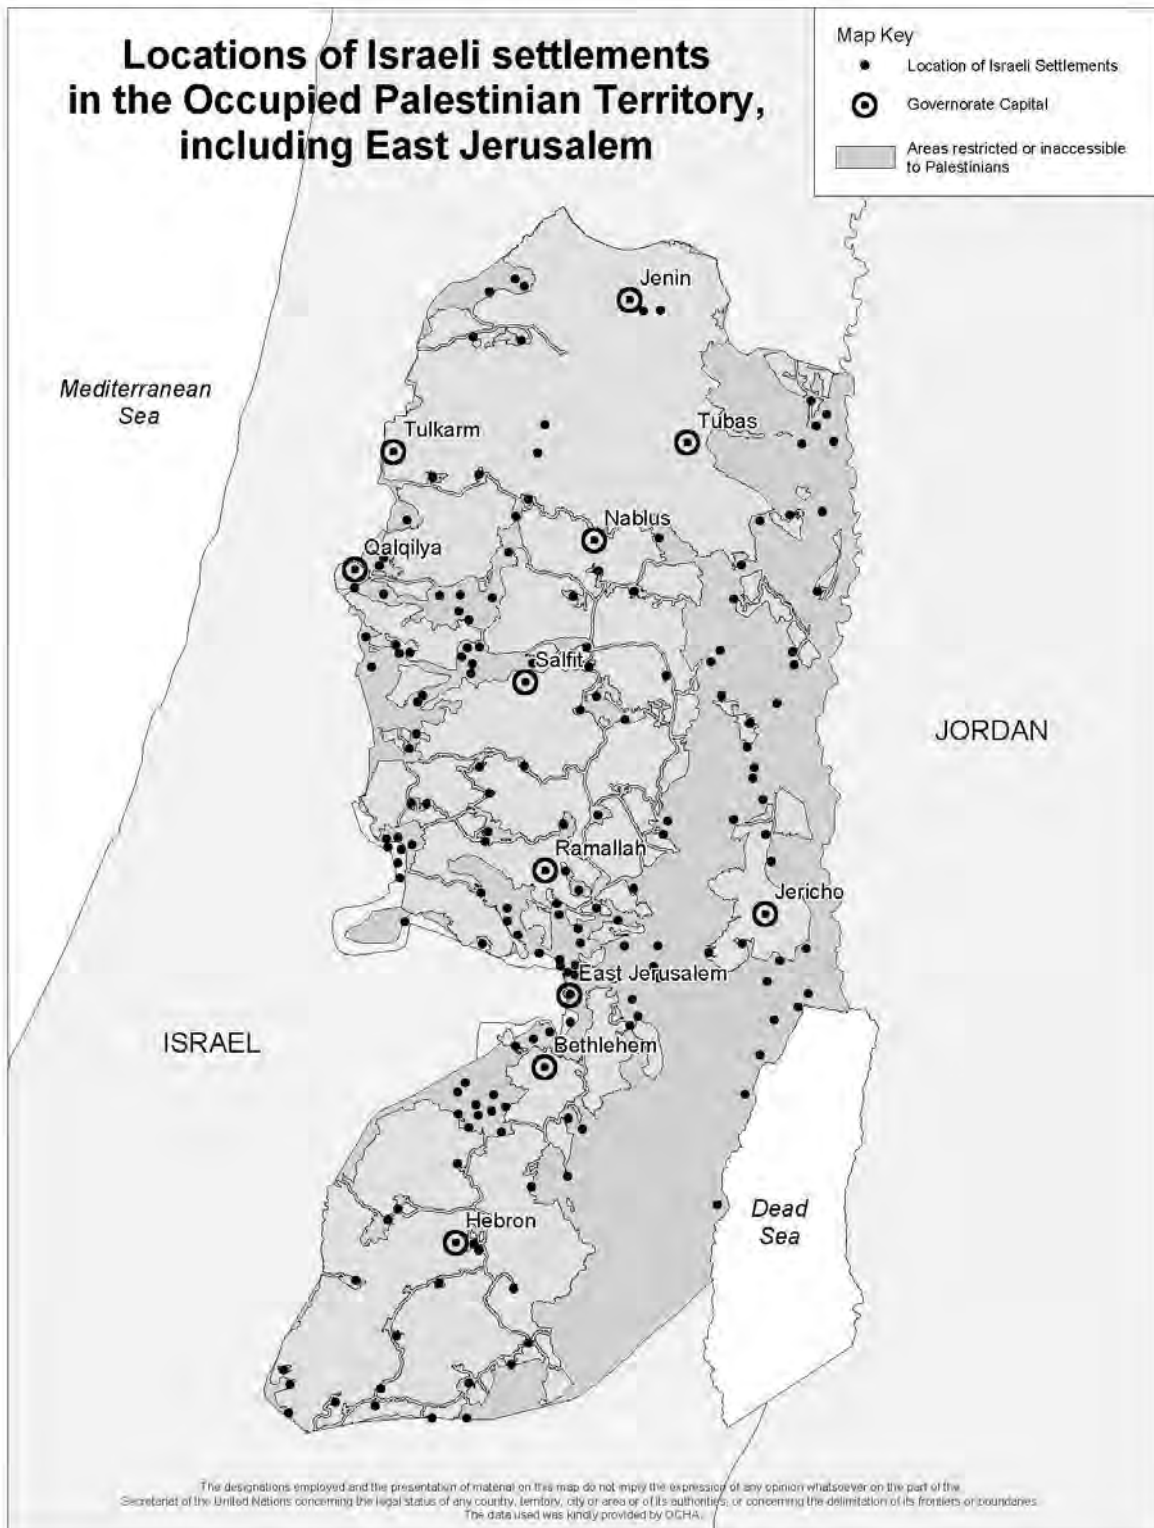 Locations of Israeli settlements
in the Occupied Palestinian Territory,
including East Jerusalem
Map Key
Location of Israeli Settlements
Governorate Capital
Areas restricted or inaccessible
to Palestinians
Jenin
Mediterranean
Sea
Tulkarm
Tubas
Nablus
Qalqilya
Salfit
JORDAN
Ramallah
Jericho
East Jerusalem
ISRAEL
Bethlehem
Dead
Sea
Hebron
The designations employed and the presentation of material on this map do not imply the expression of any opinion whatsoever on the part of the
Secretariat of the United Nations concerning the legal status of any country, territory, city or area or of its authorities, or concerning the delimitation of its frontiers or boundaries.
The data used was kindly provided by OCHA.